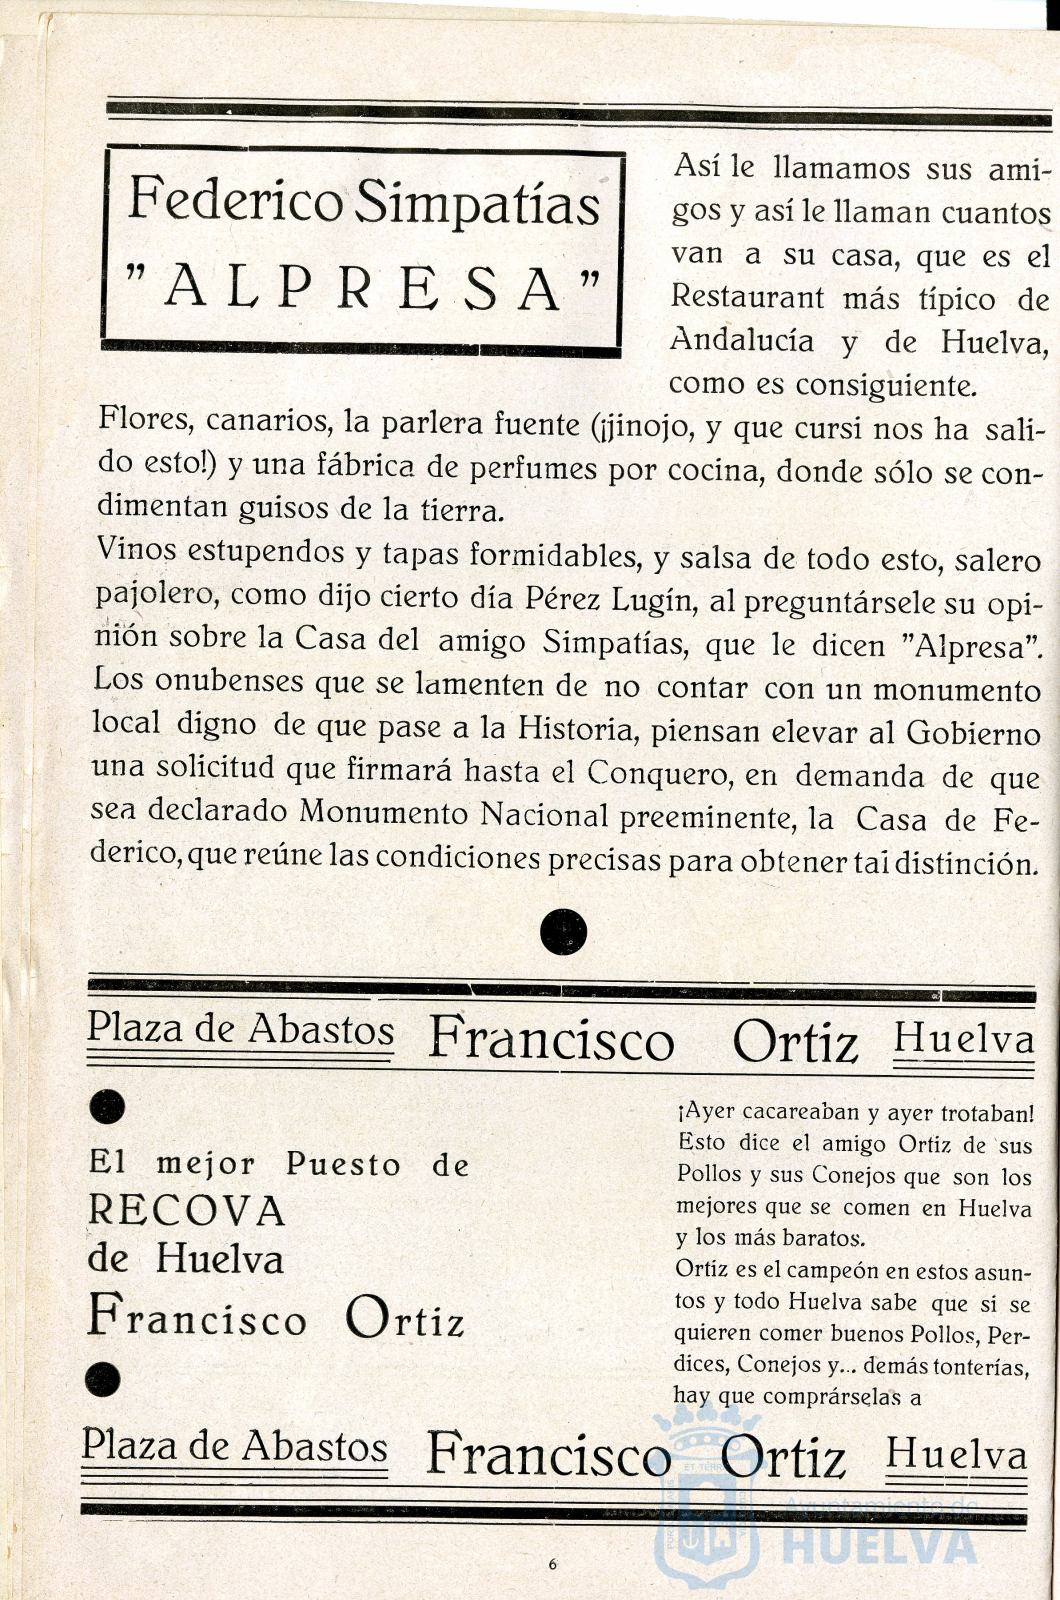 Federico Simpatías
"ALPRESA"
Así le llamamos sus ami-
gos y así le llaman cuantos
van a su casa, que es el
Restaurant más típico de
Andalucía y de Huelva,
como es consiguiente.
Flores, canarios, la parlera fuente (¡jinojo, y que cursi nos ha sali-
do esto!) y una fábrica de perfumes por cocina, donde sólo se con-
dimentan guisos de la tierra.
Vinos estupendos y tapas formidables, y salsa de todo esto, salero
pajolero, como dijo cierto día Pérez Lugín, al preguntársele su opi-
nión sobre la Casa del amigo Simpatías, que le dicen "Alpresa".
Los onubenses que se lamenten de no contar con un monumento
local digno de que pase a la Historia, piensan elevar al Gobierno
una solicitud que firmará hasta el Conquero, en demanda de que
sea declarado Monumento Nacional preeminente, la Casa de Fe-
derico, que reúne las condiciones precisas para obtener tal distinción.
Plaza de Abastos Francisco Ortiz Huelva
El mejor Puesto de
RECOVA
de Huelva
Francisco Ortiz
¡Ayer cacareaban y ayer trotaban!
Esto dice el amigo Ortiz de sus
Pollos y sus Conejos que son los
mejores que se comen en Huelva
y los más baratos.
Ortiz es el campeón en estos asun-
tos y todo Huelva sabe que si se
quieren comer buenos Pollos, Per-
dices, Conejos y... demás tonterías,
hay que comprárselas a
Plaza de Abastos Francisco Ortiz Huelva
Ayuntamiento de
HUELVA
6